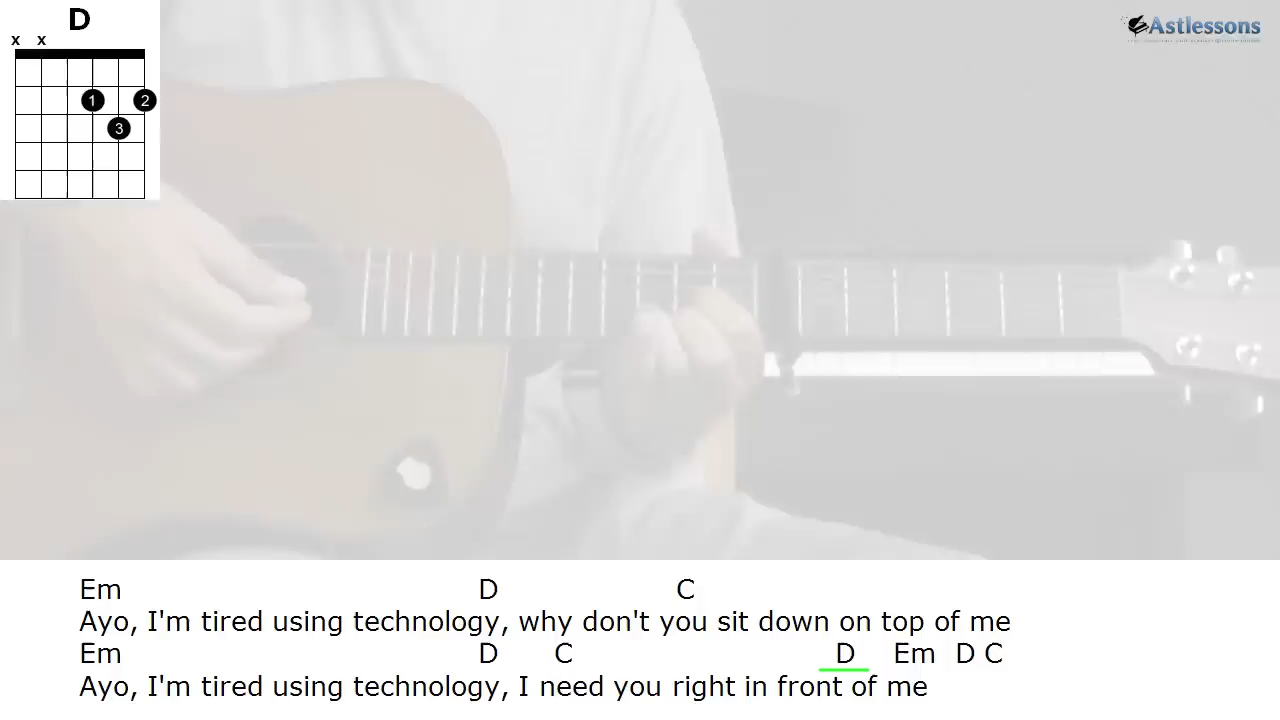 D
Astlessons
x x
1 2
3
Em D C
Ayo, I'm tired using technology, why don't you sit down on top of me
Em D C D Em D C
Ayo, I'm tired using technology, I need you right in front of me